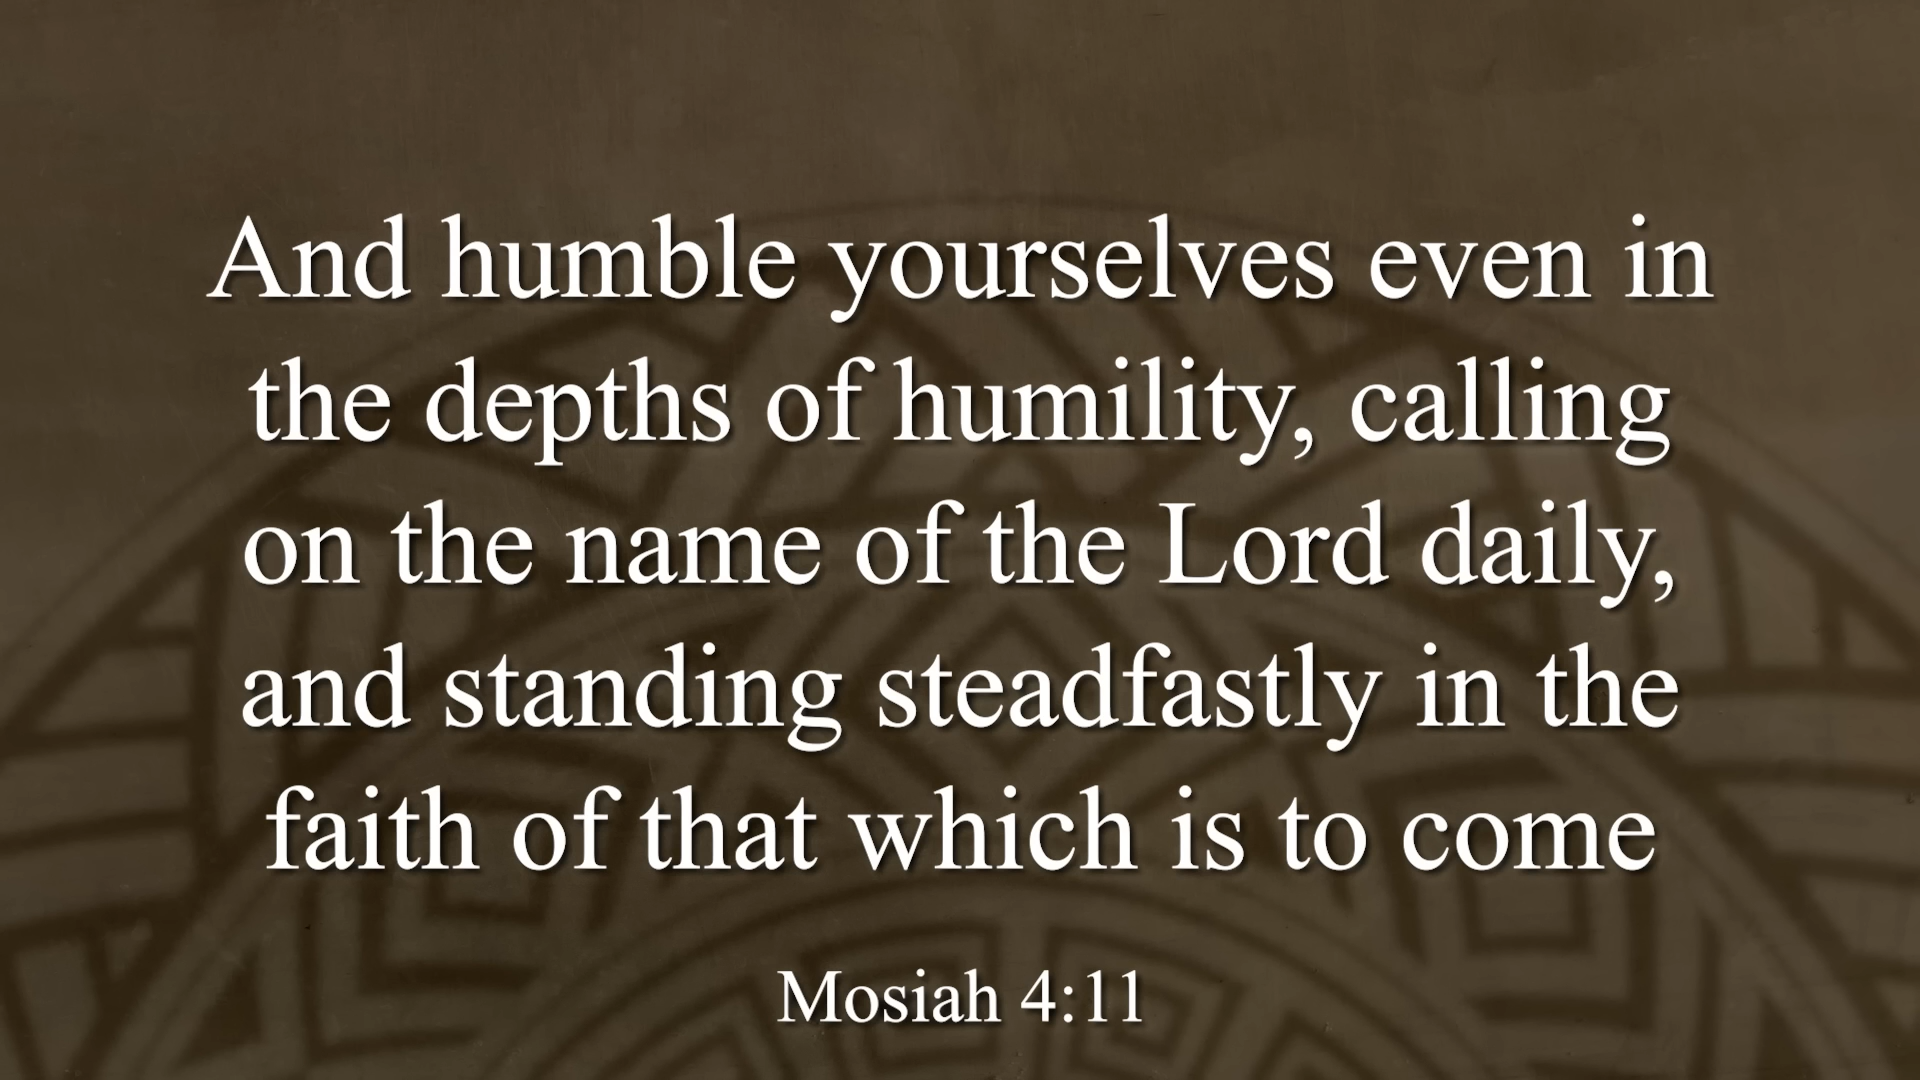 And humble yourselves even in
the depths of humility, calling
on the name of the Lord daily,
and standing steadfastly in the
faith of that which is to come
Mosiah 4:11